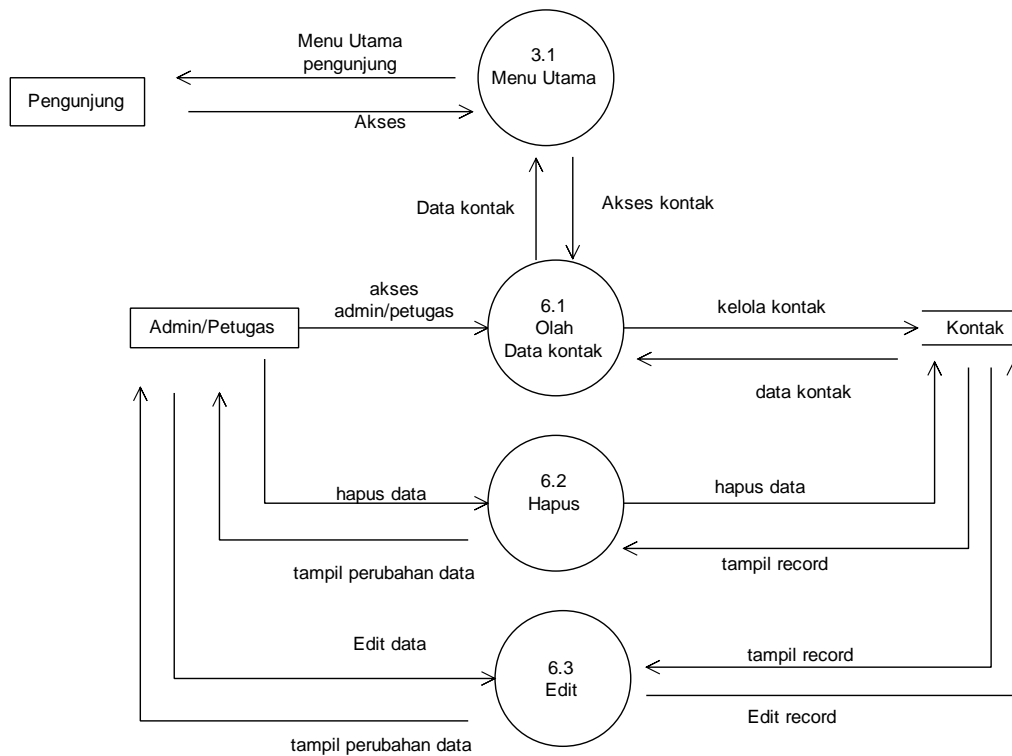 Menu Utama
pengunjung
3.1
Menu Utama
Pengunjung
Akses
Data kontak
Akses kontak
akses
admin/petugas
6.1
Olah
Data kontak
kelola kontak
Admin/Petugas
Kontak
data kontak
hapus data
6.2
Hapus
hapus data
tampil perubahan data
tampil record
Edit data
6.3
Edit
tampil record
Edit record
tampil perubahan data